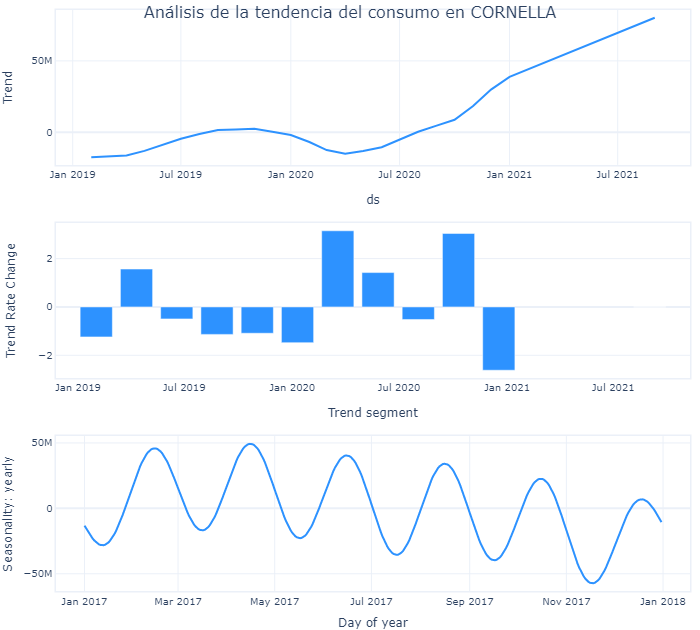 Análisis de la tendencia del consumo en CORNELLA
Trend
50M
0
Jan 2019 Jul 2019 Jan 2020 Jul 2020 Jan 2021 Jul 2021
ds
Trend Rate Change
2
0
−2
Jan 2019 Jul 2019 Jan 2020 Jul 2020 Jan 2021 Jul 2021
Trend segment
Seasonality: yearly
50M
0
−50M
Jan 2017 Mar 2017 May 2017 Jul 2017 Sep 2017 Nov 2017 Jan 2018
Day of year